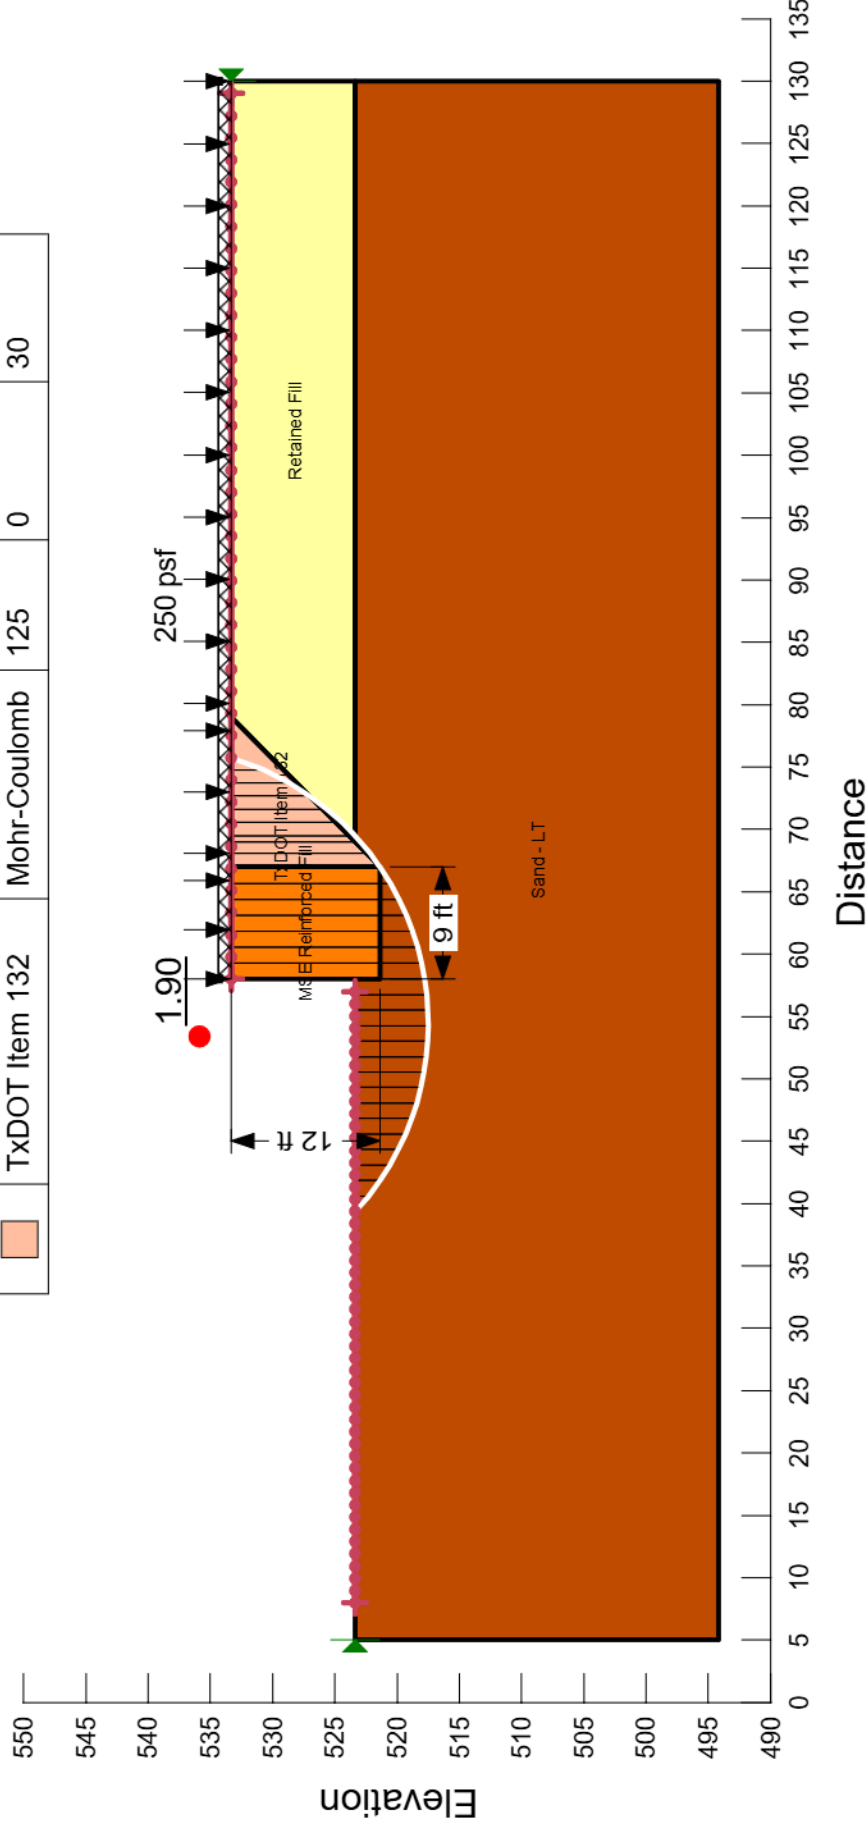 TxDOT Item 132 Mohr-Coulomb 125 0 30
250 psf
1.90
Retained Fill
TxDOT Item 132
MSE Reinforced Fill
12 ft
9 ft
Sand - LT
Elevation
550
545
540
535
530
525
520
515
510
505
500
495
490
0 5 10 15 20 25 30 35 40 45 50 55 60 65 70 75 80 85 90 95 100 105 110 115 120 125 130 135
Distance